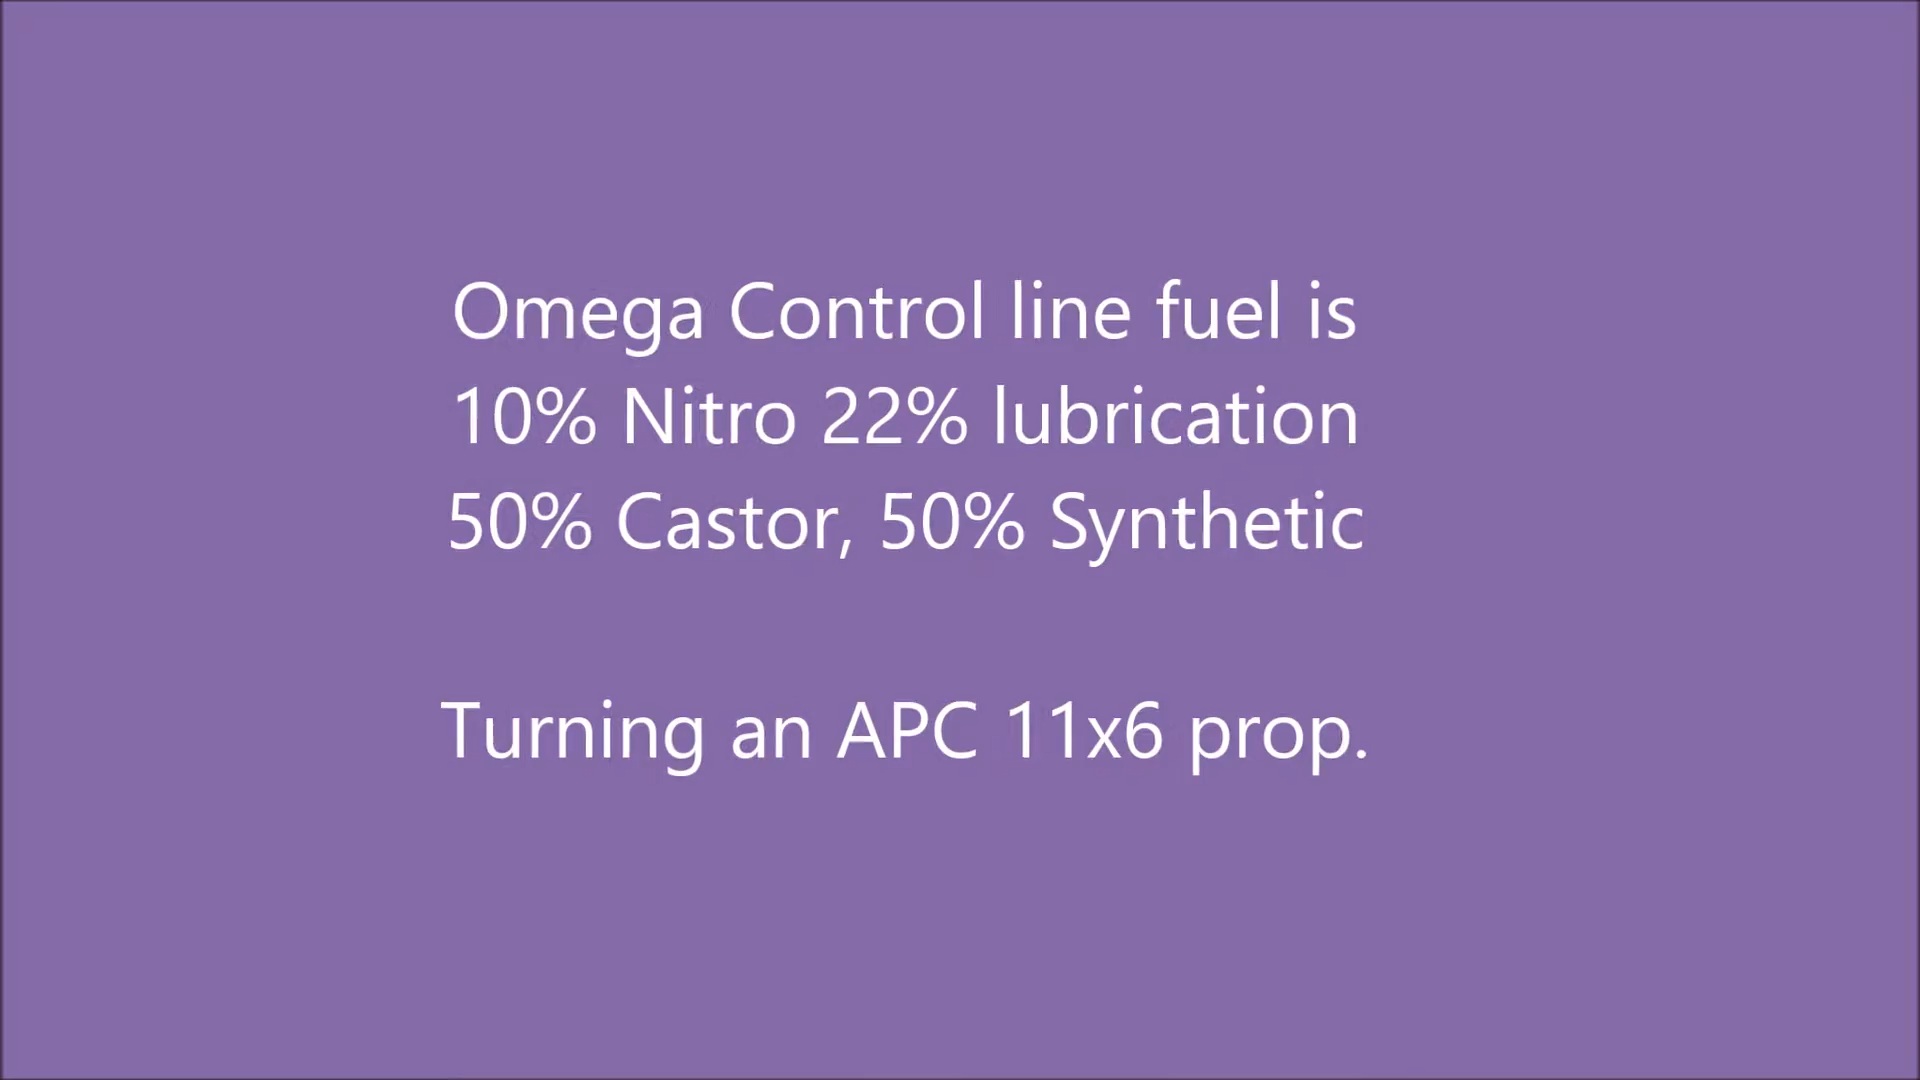 Omega Control line fuel is
10% Nitro 22% lubrication
50% Castor, 50% Synthetic
Turning an APC 11x6 prop.